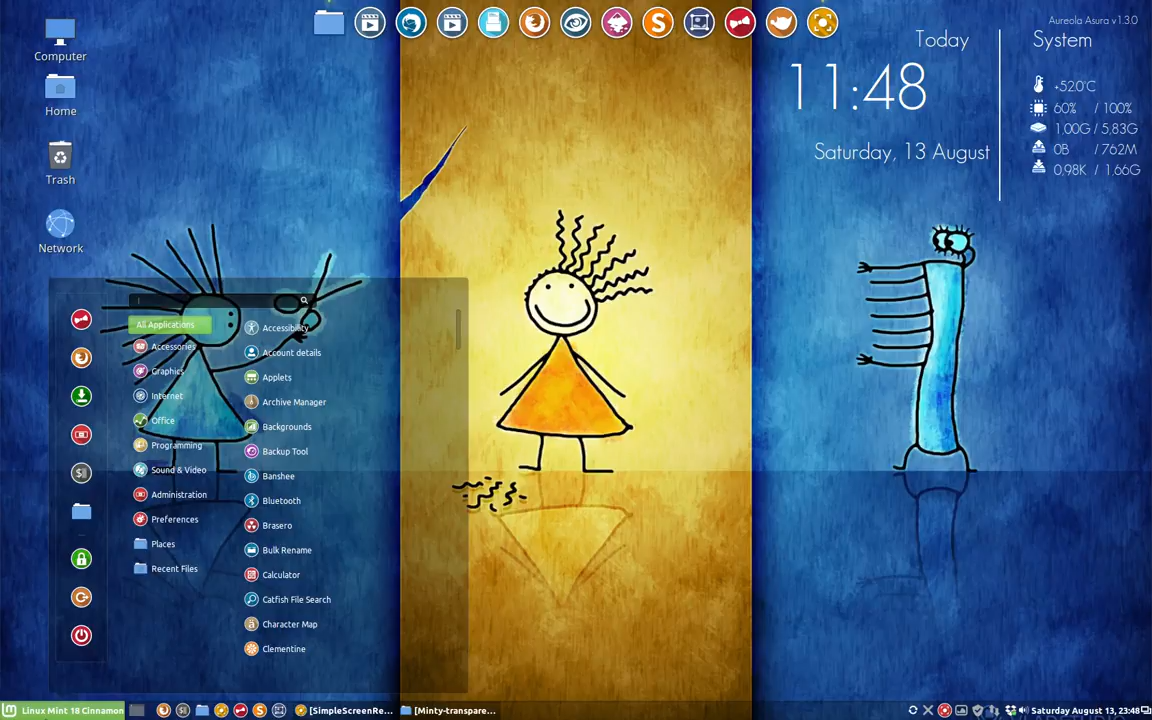 Aureola Asura v1.3.0
Computer
Home
Trash
Network
Today
11:48
Saturday, 13 August
System
+52.0°C
60% / 100%
1,00G / 5,83G
0B / 762M
0,98K / 1,66G
All Applications
Accessories
Graphics
Internet
Office
Programming
Sound & Video
Administration
Preferences
Places
Recent Files
Accessibility
Account details
Applets
Archive Manager
Backgrounds
Backup Tool
Banshee
Bluetooth
Brasero
Bulk Rename
Calculator
Catfish File Search
Character Map
Clementine
Linux Mint 18 Cinnamon
[SimpleScreenRe...
[Minty-transpare...
Saturday August 13, 23:48